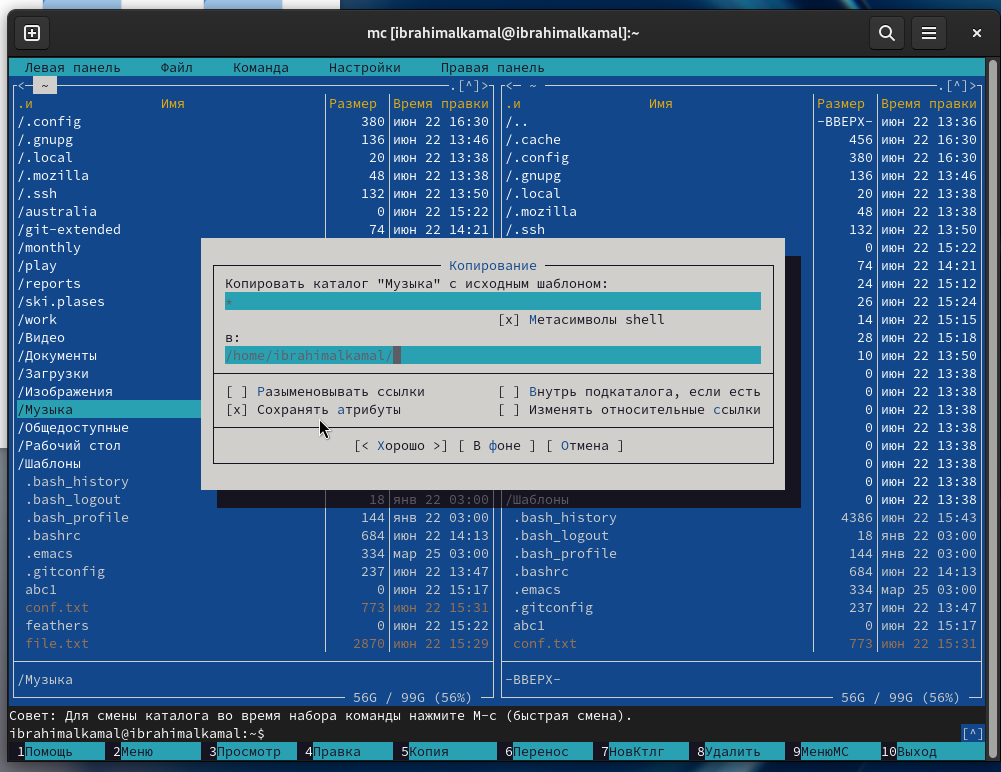 mc [ibrahimalkamal@ibrahimalkamal]:~
Левая панель Файл Команда Настройки Правая панель
<─ ~ .[^]>
.и Имя Размер Время правки
/.config 380 июн 22 16:30
/.gnupg 136 июн 22 13:46
/.local 20 июн 22 13:38
/.mozilla 48 июн 22 13:38
/.ssh 132 июн 22 13:50
/australia 0 июн 22 15:22
/git-extended 74 июн 22 14:21
/monthly
/play
/reports
/ski.plases
/work
/Видео
/Документы
/Загрузки
/Изображения
/Музыка
/Общедоступные
/Рабочий стол
/Шаблоны
.bash_history
.bash_logout 18 янв 22 03:00
.bash_profile 144 янв 22 03:00
.bashrc 684 июн 22 14:13
.emacs 334 мар 25 03:00
.gitconfig 237 июн 22 13:47
abc1 0 июн 22 15:17
conf.txt 773 июн 22 15:31
feathers 0 июн 22 15:22
file.txt 2870 июн 22 15:29
/Музыка
56G / 99G (56%)
<─ ~ .[^]>
.и Имя Размер Время правки
/.. -ВВЕРХ- июн 22 13:36
/.cache 456 июн 22 16:30
/.config 380 июн 22 16:30
/.gnupg 136 июн 22 13:46
/.local 20 июн 22 13:38
/.mozilla 48 июн 22 13:38
/.ssh 132 июн 22 13:50
0 июн 22 15:22
74 июн 22 14:21
24 июн 22 15:12
26 июн 22 15:24
14 июн 22 15:15
28 июн 22 15:18
10 июн 22 13:50
0 июн 22 13:38
0 июн 22 13:38
0 июн 22 13:38
0 июн 22 13:38
0 июн 22 13:38
0 июн 22 13:38
0 июн 22 13:38
/Шаблоны 0 июн 22 13:38
.bash_history 4386 июн 22 15:43
.bash_logout 18 янв 22 03:00
.bash_profile 144 янв 22 03:00
.bashrc 684 июн 22 14:13
.emacs 334 мар 25 03:00
.gitconfig 237 июн 22 13:47
abc1 0 июн 22 15:17
conf.txt 773 июн 22 15:31
-ВВЕРХ-
56G / 99G (56%)
Копирование
Копировать каталог "Музыка" с исходным шаблоном:
*
[x] Метасимволы shell
в:
/home/ibrahimalkamal/
[ ] Разыменовывать ссылки [ ] Внутрь подкаталога, если есть
[x] Сохранять атрибуты [ ] Изменять относительные ссылки
[< Хорошо >] [ В фоне ] [ Отмена ]
Совет: Для смены каталога во время набора команды нажмите M-c (быстрая смена).
ibrahimalkamal@ibrahimalkamal:~$ [^]
1Помощь 2Меню 3Просмотр 4Правка 5Копия 6Перенос 7НовКтлг 8Удалить 9МенюMC 10Выход